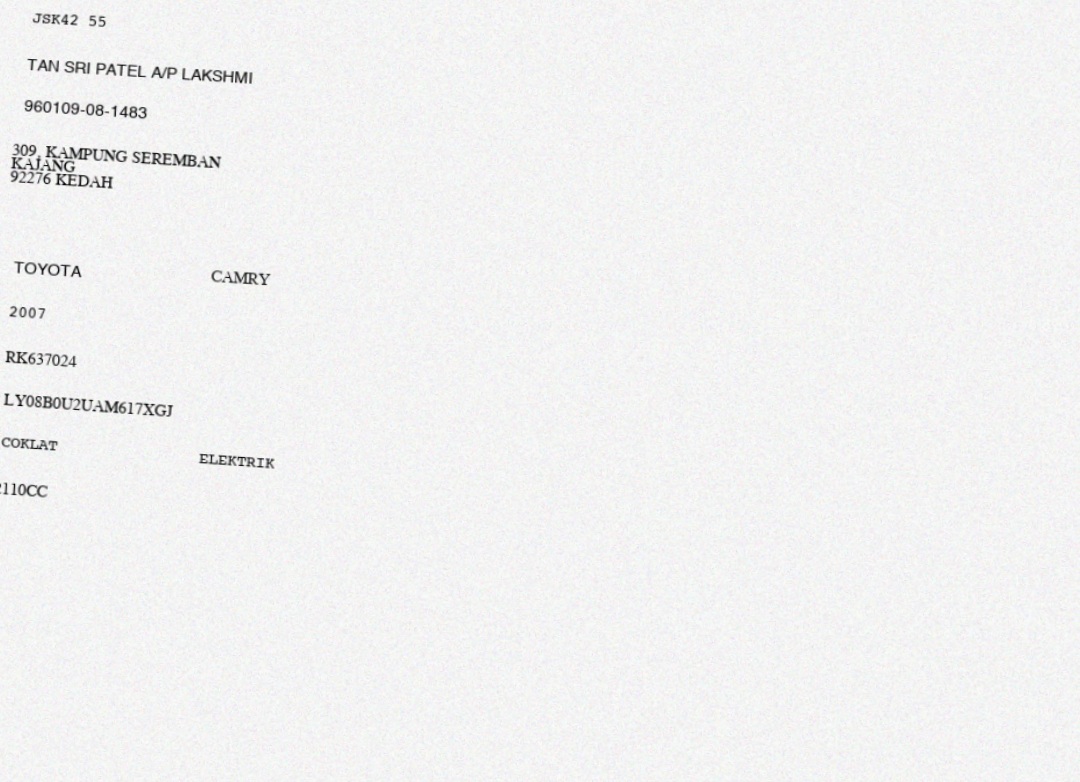 JSK42 55
TAN SRI PATEL A/P LAKSHMI
960109-08-1483
309, KAMPUNG SEREMBAN
KAJANG
92276 KEDAH
TOYOTA CAMRY
2007
RK637024
LY08B0U2UAM617XGJ
COKLAT ELEKTRIK